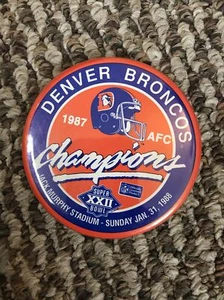 DENVER BRONCOS
1987
AFC
Champions
SUPER
XXII
BOWL
JACK MURPHY STADIUM - SUNDAY JAN. 31, 1988